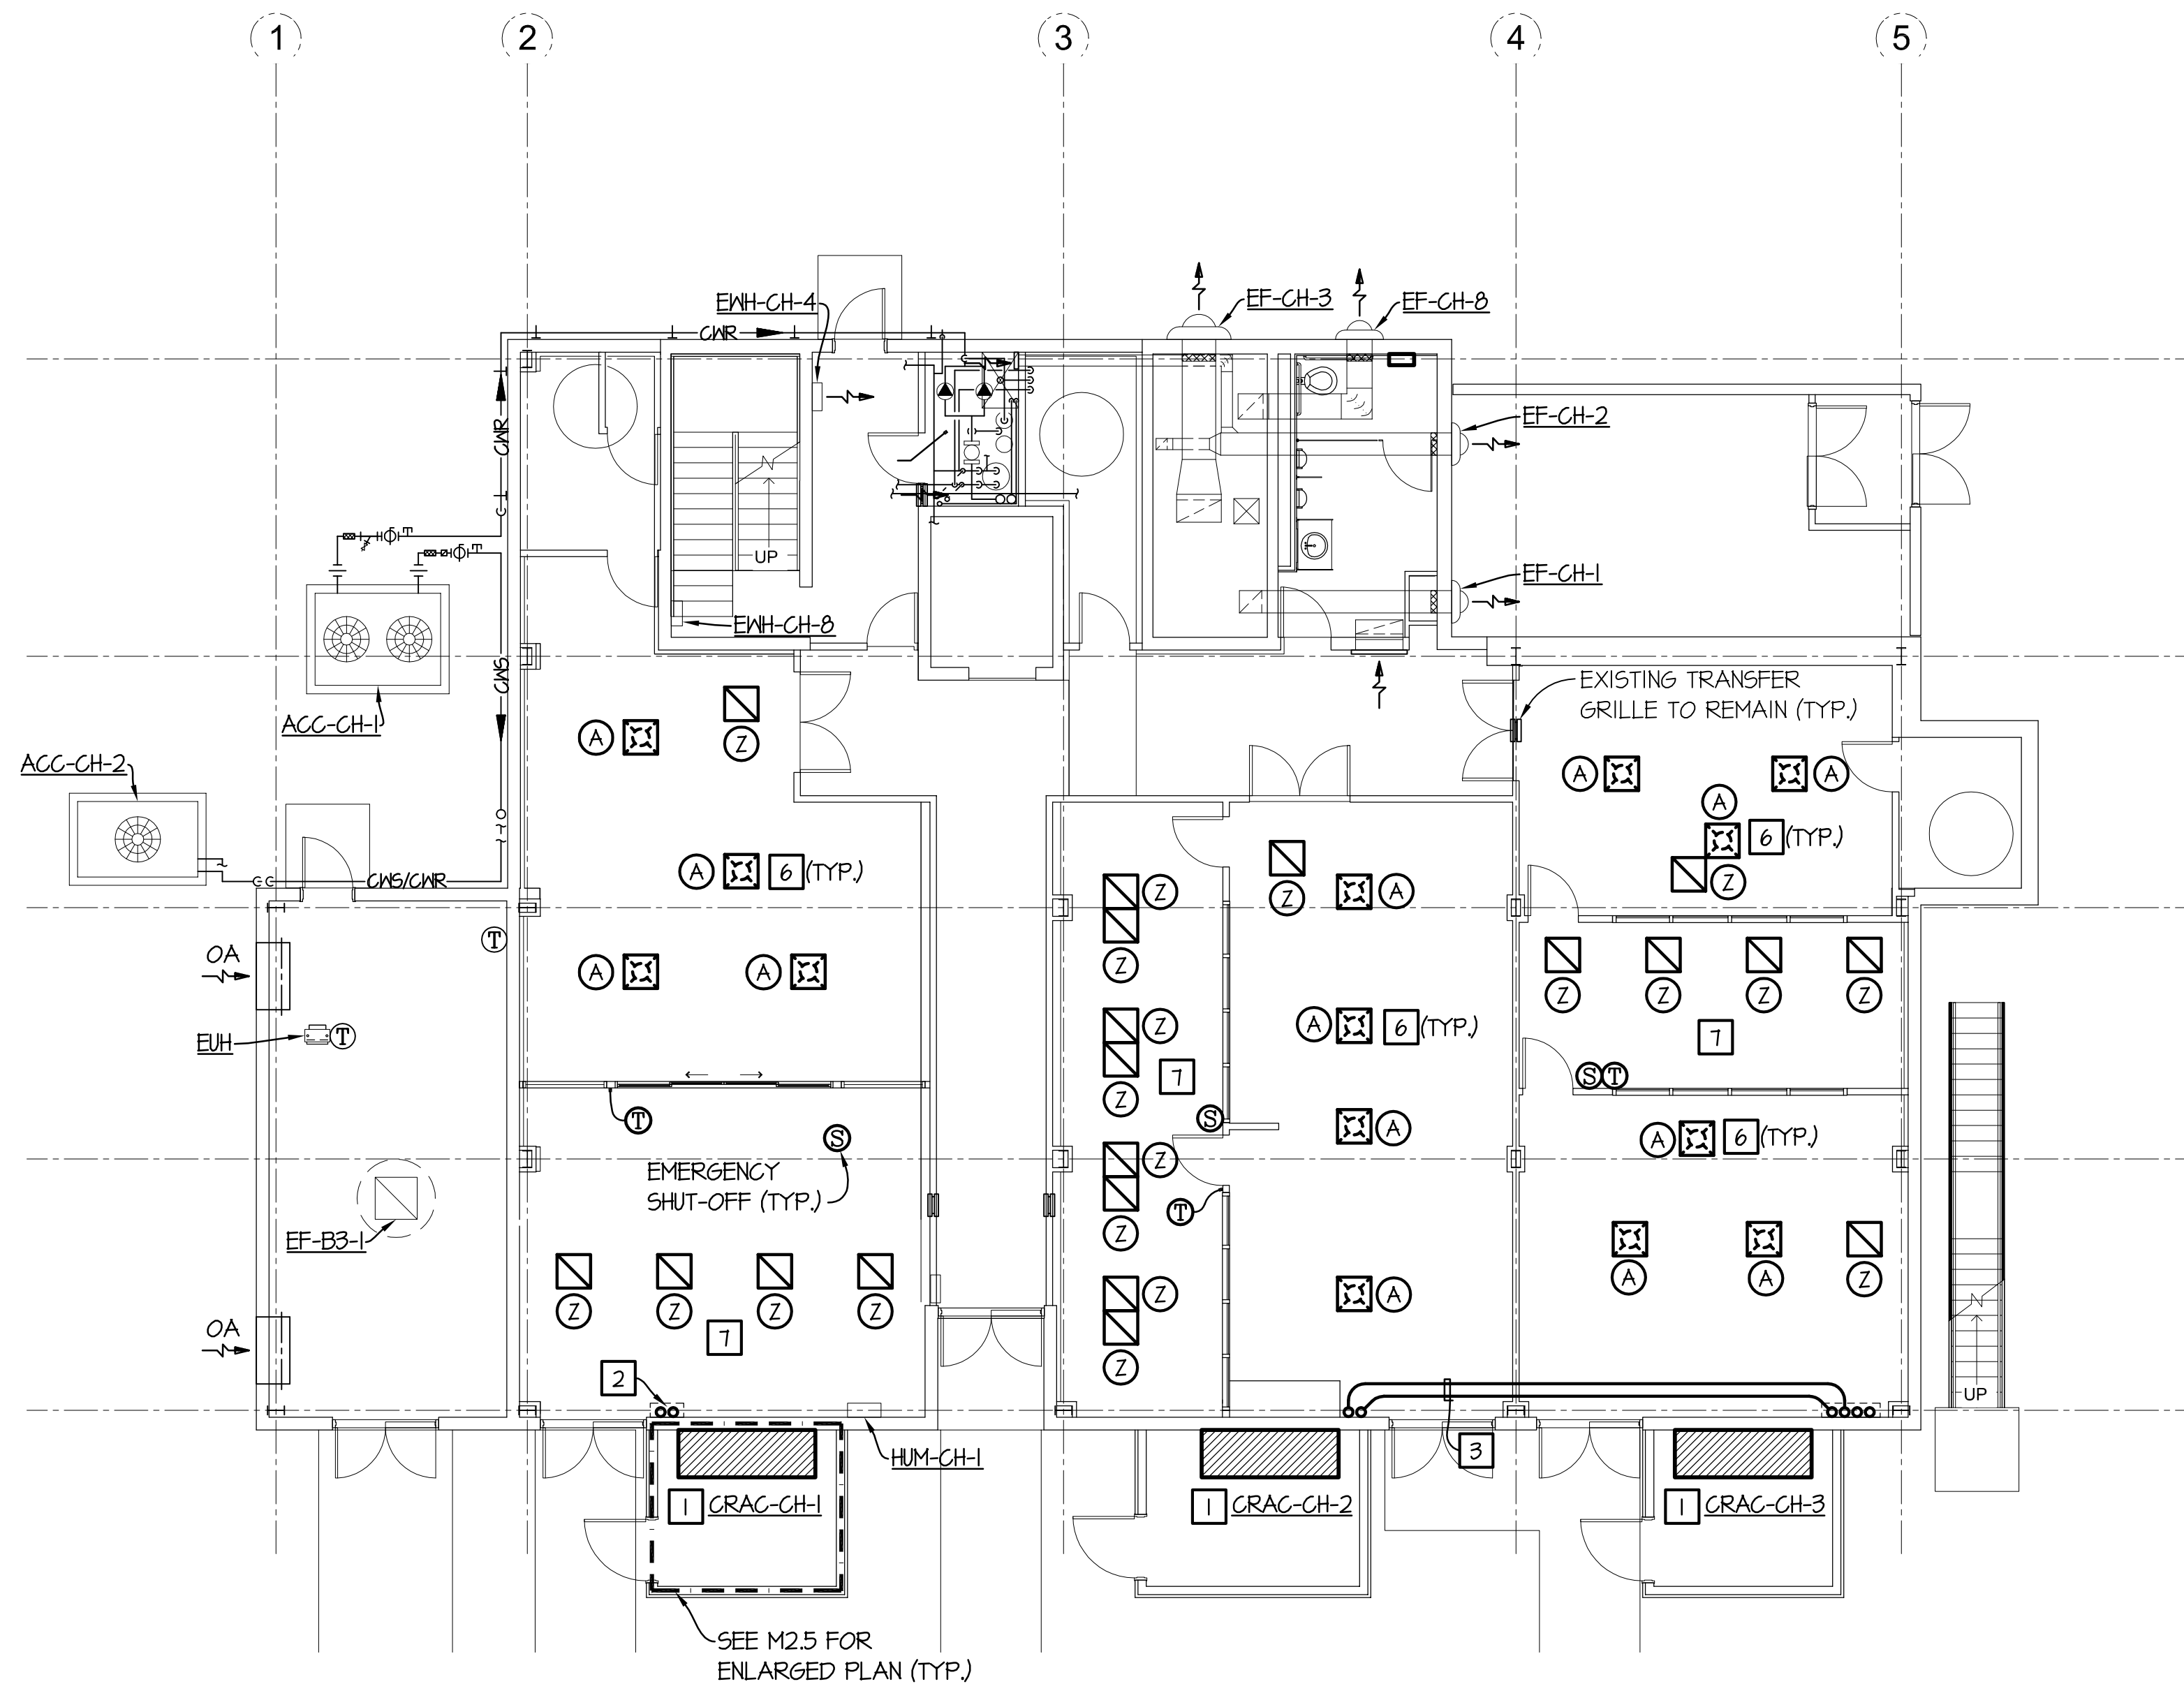 1 2 3 4 5
EWH-CH-4
EF-CH-3
EF-CH-8
CWR
CWR
EF-CH-2
UP
EF-CH-1
EWH-CH-8
CWS
ACC-CH-1
EXISTING TRANSFER
GRILLE TO REMAIN (TYP.)
ACC-CH-2
A
Z
A
A
A
A 6 (TYP.)
Z
A 6 (TYP.)
CWS/CWR
Z
Z
A
Z
Z
T
OA
A
A
Z
Z
Z
Z
EUH
T
Z
A 6 (TYP.)
7
7
Z
S T
T
S
A
S
A 6 (TYP.)
Z
EMERGENCY
SHUT-OFF (TYP.)
T
Z
EF-B3-1
A
A
Z
OA
Z
Z
Z
Z
7
Z
A
Z
2
UP
HUM-CH-1
3
1 CRAC-CH-1
1 CRAC-CH-2
1 CRAC-CH-3
SEE M2.5 FOR
ENLARGED PLAN (TYP.)